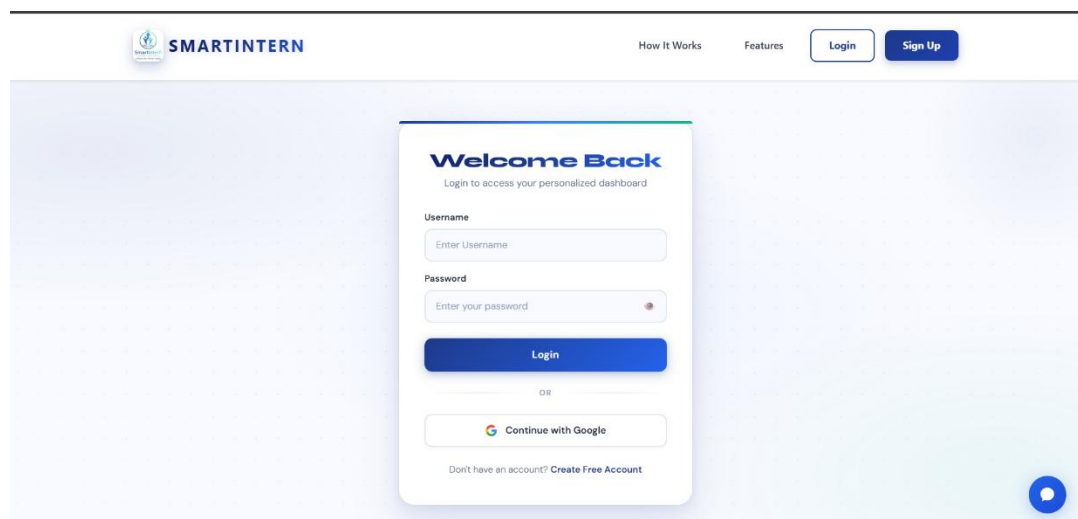 SMARTINTERN
How It Works
Features
Login
Sign Up
Welcome Back
Login to access your personalized dashboard
Username
Enter Username
Password
Enter your password
Login
OR
Continue with Google
Don't have an account? Create Free Account